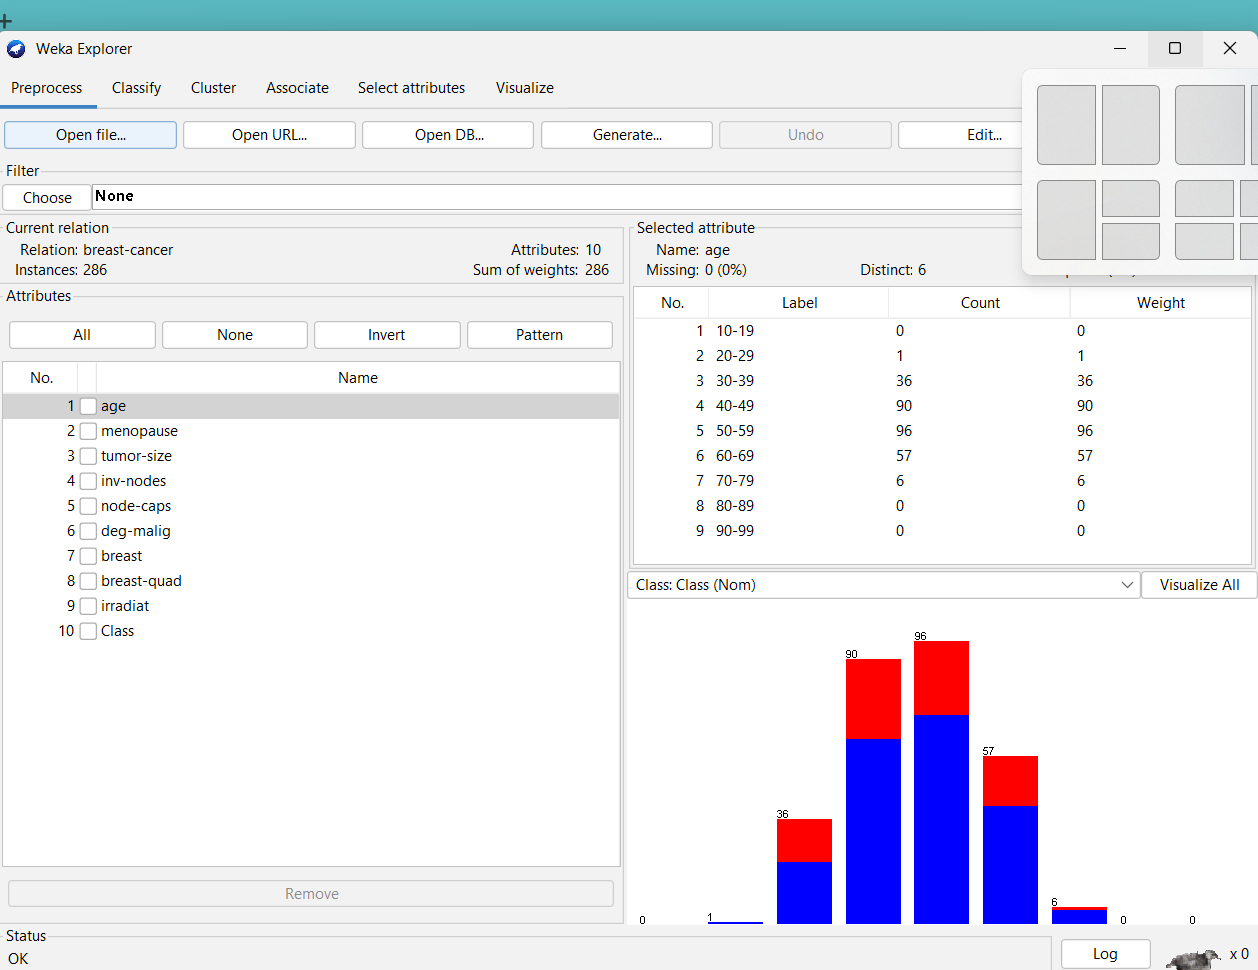 Weka Explorer
Preprocess Classify Cluster Associate Select attributes Visualize
Open file... Open URL... Open DB... Generate... Undo Edit...
Filter
Choose None
Current relation
Relation: breast-cancer Attributes: 10
Instances: 286 Sum of weights: 286
Attributes
All None Invert Pattern
No. Name
1 age
2 menopause
3 tumor-size
4 inv-nodes
5 node-caps
6 deg-malig
7 breast
8 breast-quad
9 irradiat
10 Class
Remove
Selected attribute
Name: age
Missing: 0 (0%) Distinct: 6
No. Label Count Weight
1 10-19 0 0
2 20-29 1 1
3 30-39 36 36
4 40-49 90 90
5 50-59 96 96
6 60-69 57 57
7 70-79 6 6
8 80-89 0 0
9 90-99 0 0
Class: Class (Nom) Visualize All
0 1 36 90 96 57 6 0 0
Status
OK
Log x 0